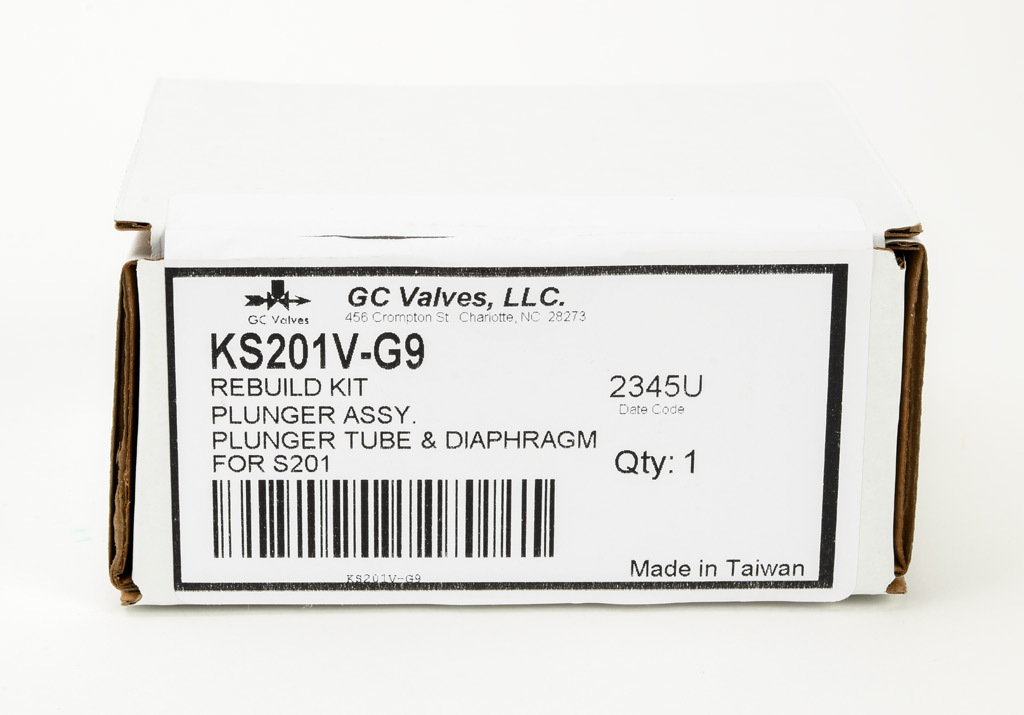 GC Valves, LLC.
GC Valves
456 Crompton St Charlotte, NC 28273
KS201V-G9
REBUILD KIT
PLUNGER ASSY.
PLUNGER TUBE & DIAPHRAGM
FOR S201
2345U
Date Code
Qty: 1
KS201V-G9
Made in Taiwan